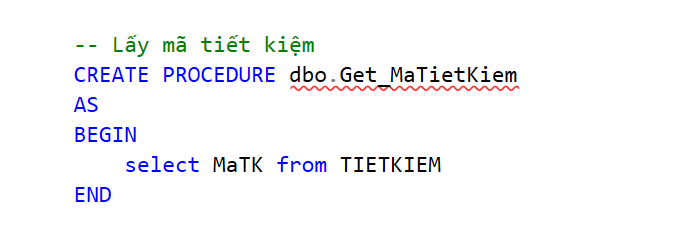 -- Lấy mã tiết kiệm
CREATE PROCEDURE dbo.Get_MaTietKiem
AS
BEGIN
    select MaTK from TIETKIEM
END